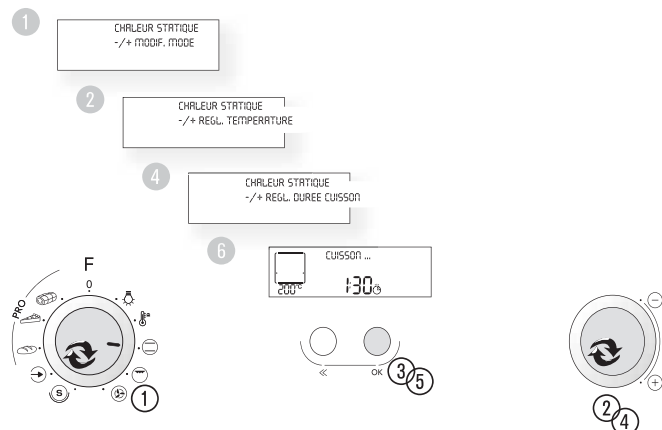 1
CHALEUR STATIQUE
-/+ MODIF. MODE
2
CHALEUR STATIQUE
-/+ REGL. TEMPERATURE
4
CHALEUR STATIQUE
-/+ REGL. DUREE CUISSON
6
CUISSON ...
200°C 1:30
F
0
PRO
S
1
<< OK
3
5
−
+
2
4